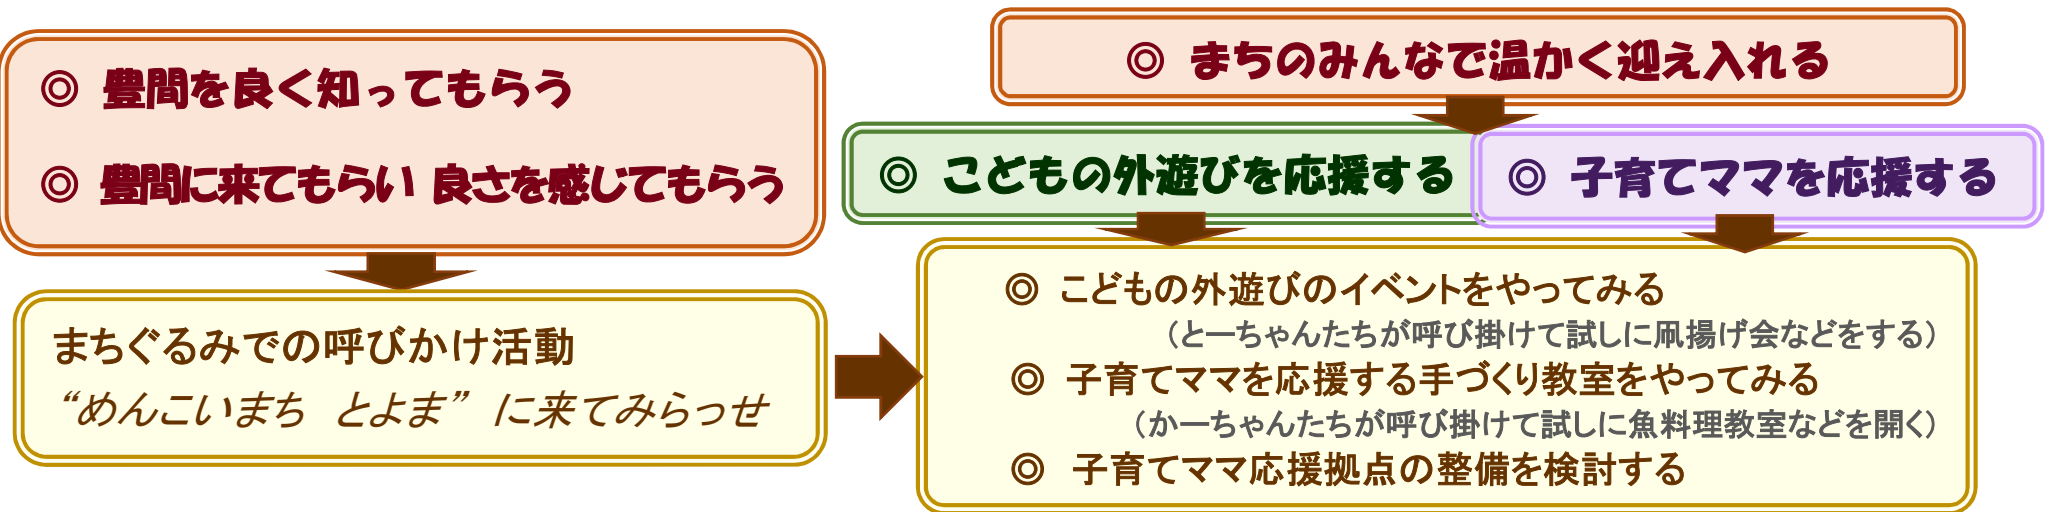 ◎ 豊間を良く知ってもらう
◎ 豊間に来てもらい 良さを感じてもらう
まちぐるみでの呼びかけ活動
“めんこいまち　とよま” に来てみらっせ
◎ まちのみんなで温かく迎え入れる
◎ こどもの外遊びを応援する
◎ 子育てママを応援する
◎ こどもの外遊びのイベントをやってみる
（とーちゃんたちが呼び掛けて試しに凧揚げ会などをする）
◎ 子育てママを応援する手づくり教室をやってみる
（かーちゃんたちが呼び掛けて試しに魚料理教室などを開く）
◎ 子育てママ応援拠点の整備を検討する